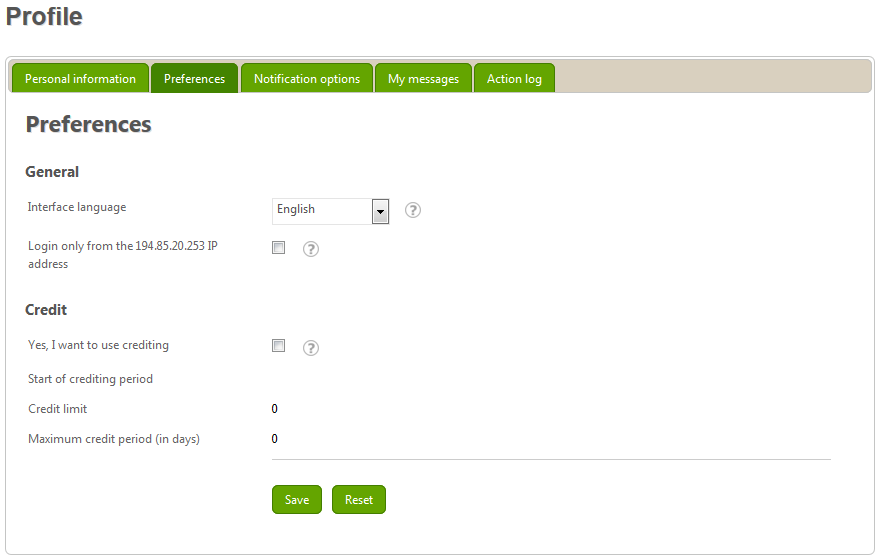 Profile
Personal information Preferences Notification options My messages Action log
Preferences
General
Interface language English ?
Login only from the 194.85.20.253 IP ?
address
Credit
Yes, I want to use crediting ?
Start of crediting period
Credit limit 0
Maximum credit period (in days) 0
Save Reset